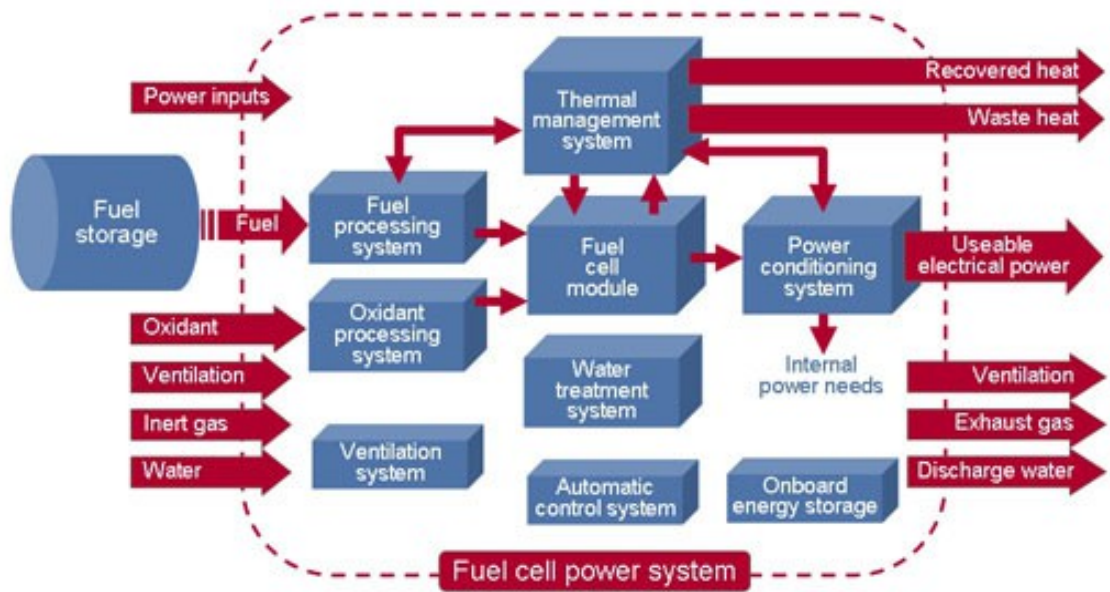 Power inputs
Thermal
management
system
Recovered heat
Waste heat
Fuel
storage
Fuel
Fuel
processing
system
Fuel
cell
module
Power
conditioning
system
Useable
electrical power
Oxidant
Oxidant
processing
system
Ventilation
Water
treatment
system
Internal
power needs
Ventilation
Inert gas
Exhaust gas
Water
Ventilation
system
Automatic
control system
Onboard
energy storage
Discharge water
Fuel cell power system